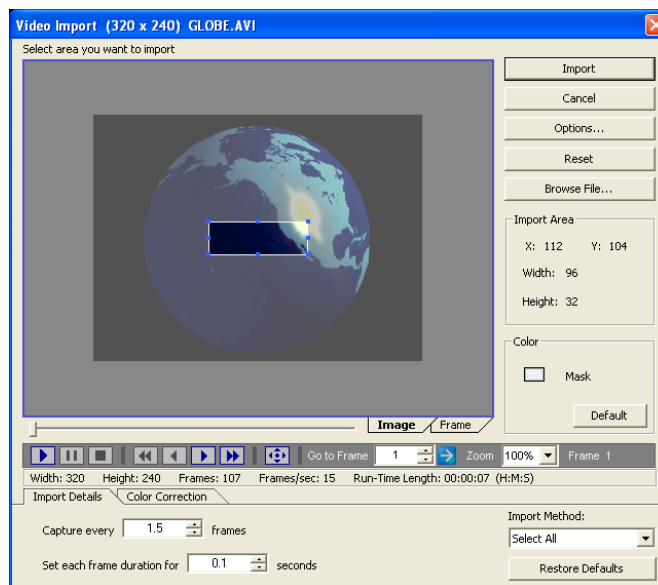 Video Import (320 x 240) GLOBE.AVI
Select area you want to import
Import
Cancel
Options...
Reset
Browse File...
Import Area
X: 112 Y: 104
Width: 96
Height: 32
Color
Mask
Default
Image Frame
Go to Frame 1 Zoom 100% Frame 1
Width: 320 Height: 240 Frames: 107 Frames/sec: 15 Run-Time Length: 00:00:07 (H:M:S)
Import Details Color Correction
Capture every 1.5 frames
Set each frame duration for 0.1 seconds
Import Method:
Select All
Restore Defaults